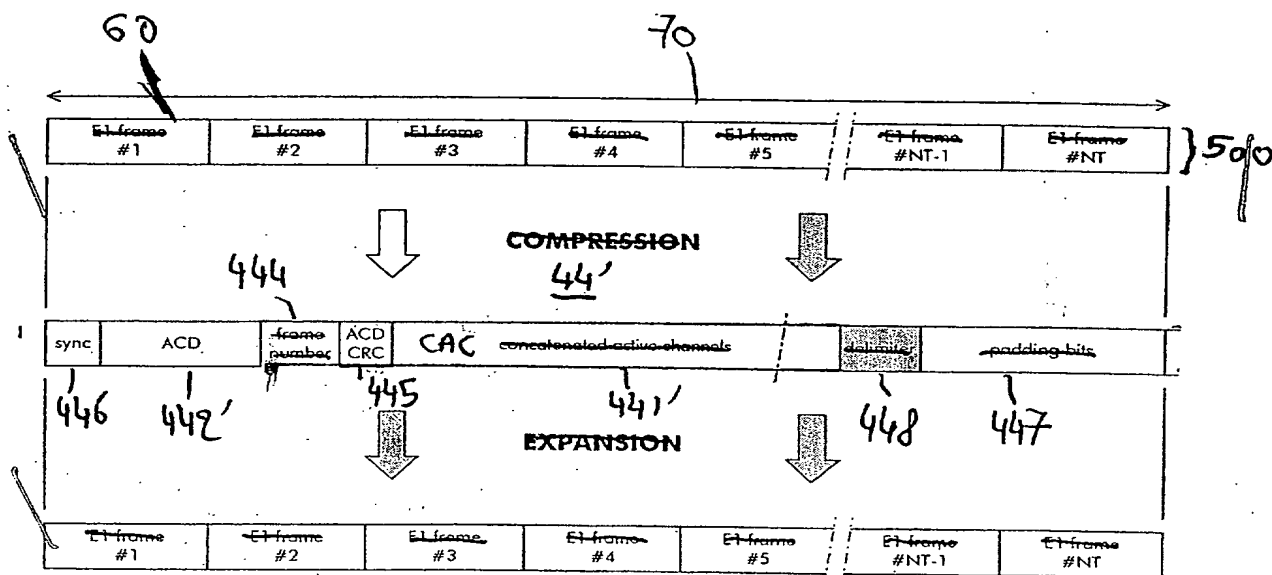 60 70
E1 frame E1 frame E1 frame E1 frame E1 frame E1 frame E1 frame
#1 #2 #3 #4 #5 #NT-1 #NT
500
COMPRESSION
444 44'
sync ACD frame number ACD CRC CAC concatenated active channels delimiter padding bits
446 442' 445 441' 448 447
EXPANSION
E1 frame E1 frame E1 frame E1 frame E1 frame E1 frame E1 frame
#1 #2 #3 #4 #5 #NT-1 #NT